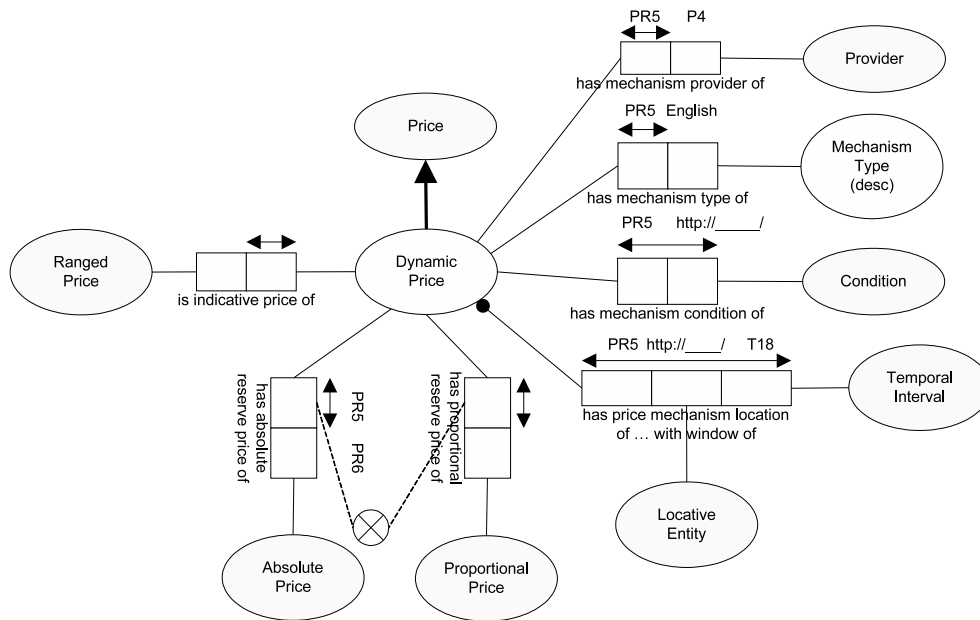 PR5 P4
Provider
has mechanism provider of
Price
PR5 English
Mechanism
Type
(desc)
has mechanism type of
PR5 http://_____/
Ranged
Price
is indicative price of
Dynamic
Price
Condition
has mechanism condition of
PR5 http://____/ T18
Temporal
Interval
has price mechanism location
of ... with window of
has absolute
reserve price of
PR5 PR6
has proportional
reserve price of
Locative
Entity
Absolute
Price
Proportional
Price